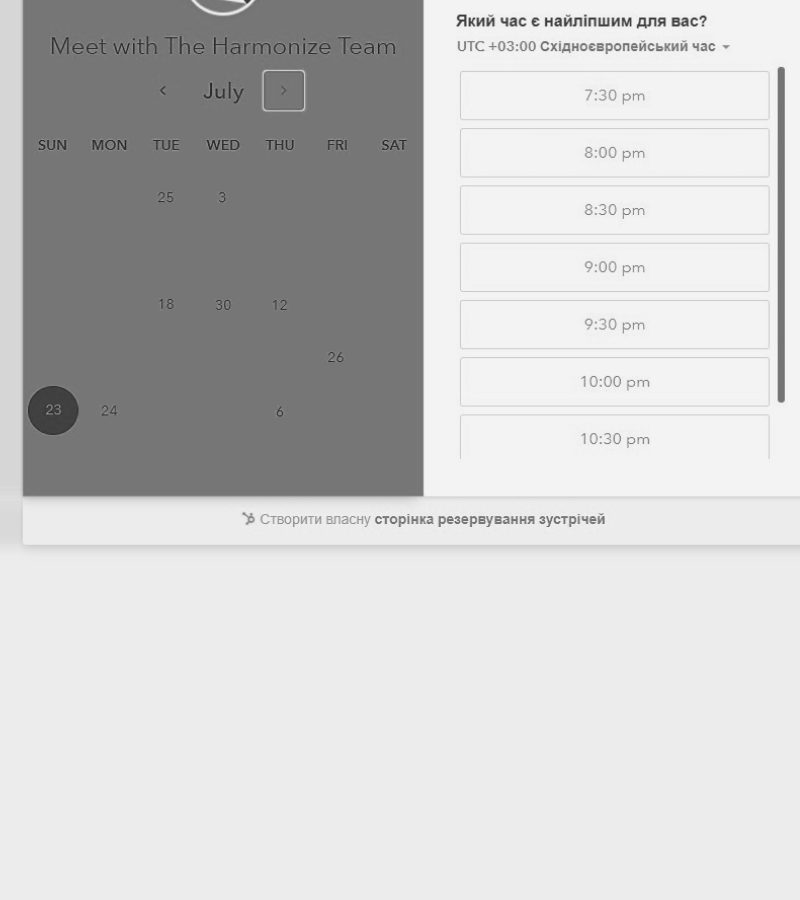 Meet with The Harmonize Team
July
SUN MON TUE WED THU FRI SAT
25 3
18 30 12
26
23 24 6
Який час є найліпшим для вас?
UTC +03:00 Східноєвропейський час
7:30 pm
8:00 pm
8:30 pm
9:00 pm
9:30 pm
10:00 pm
10:30 pm
Створити власну сторінка резервування зустрічей